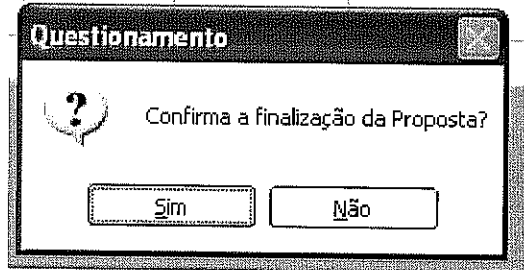 Questionamento
?
Confirma a finalização da Proposta?
Sim
Não